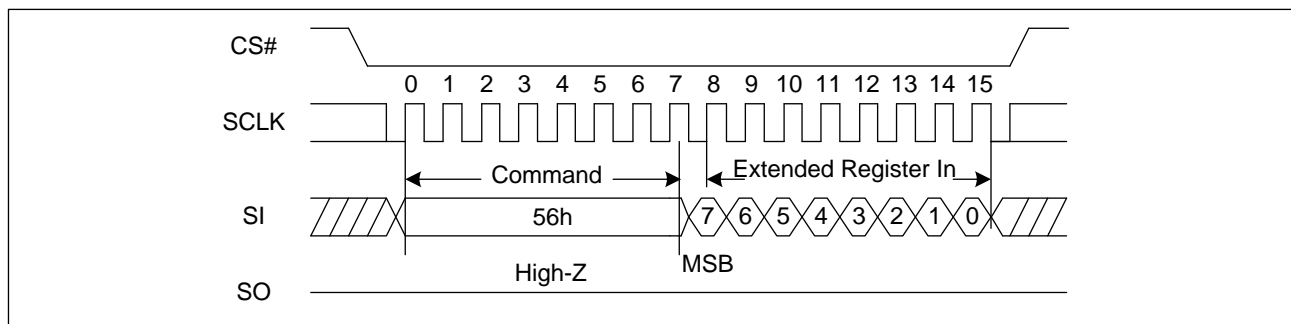 CS#
0 1 2 3 4 5 6 7 8 9 10 11 12 13 14 15
SCLK
Command Extended Register In
SI 56h 7 6 5 4 3 2 1 0
High-Z MSB
SO